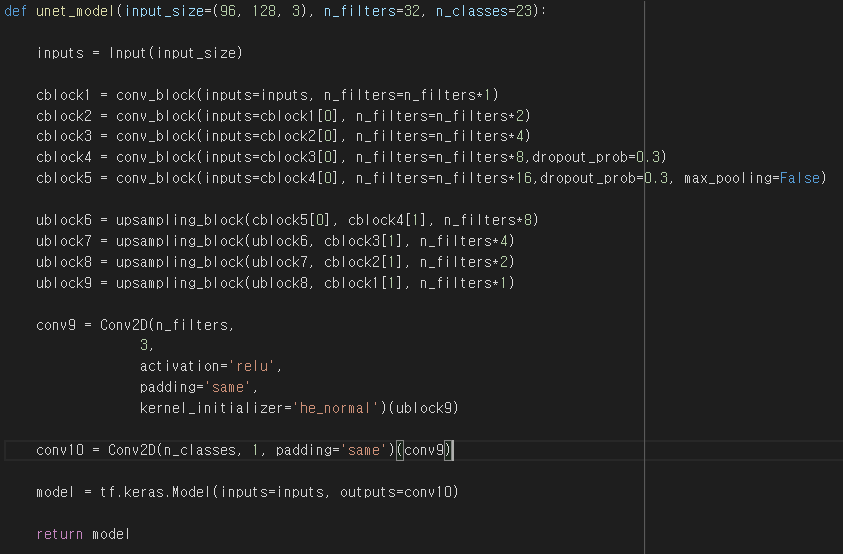 def unet_model(input_size=(96, 128, 3), n_filters=32, n_classes=23):
inputs = Input(input_size)
cblock1 = conv_block(inputs=inputs, n_filters=n_filters*1)
cblock2 = conv_block(inputs=cblock1[0], n_filters=n_filters*2)
cblock3 = conv_block(inputs=cblock2[0], n_filters=n_filters*4)
cblock4 = conv_block(inputs=cblock3[0], n_filters=n_filters*8,dropout_prob=0.3)
cblock5 = conv_block(inputs=cblock4[0], n_filters=n_filters*16,dropout_prob=0.3, max_pooling=False)
ublock6 = upsampling_block(cblock5[0], cblock4[1], n_filters*8)
ublock7 = upsampling_block(ublock6, cblock3[1], n_filters*4)
ublock8 = upsampling_block(ublock7, cblock2[1], n_filters*2)
ublock9 = upsampling_block(ublock8, cblock1[1], n_filters*1)
conv9 = Conv2D(n_filters,
3,
activation='relu',
padding='same',
kernel_initializer='he_normal')(ublock9)
conv10 = Conv2D(n_classes, 1, padding='same')(conv9)
model = tf.keras.Model(inputs=inputs, outputs=conv10)
return model